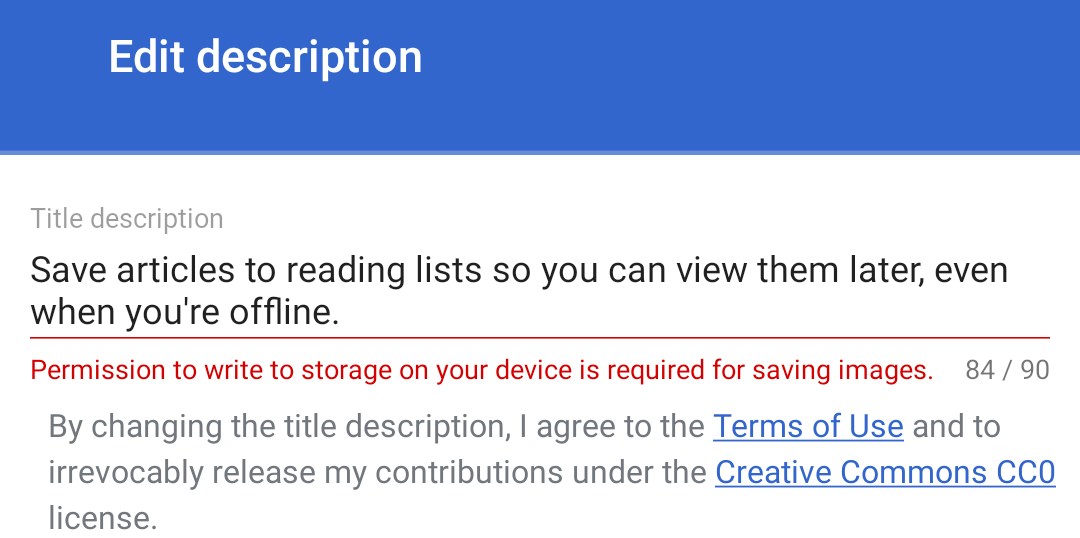 Edit description
Title description
Save articles to reading lists so you can view them later, even
when you're offline.
Permission to write to storage on your device is required for saving images. 84 / 90
By changing the title description, I agree to the Terms of Use and to
irrevocably release my contributions under the Creative Commons CC0
license.